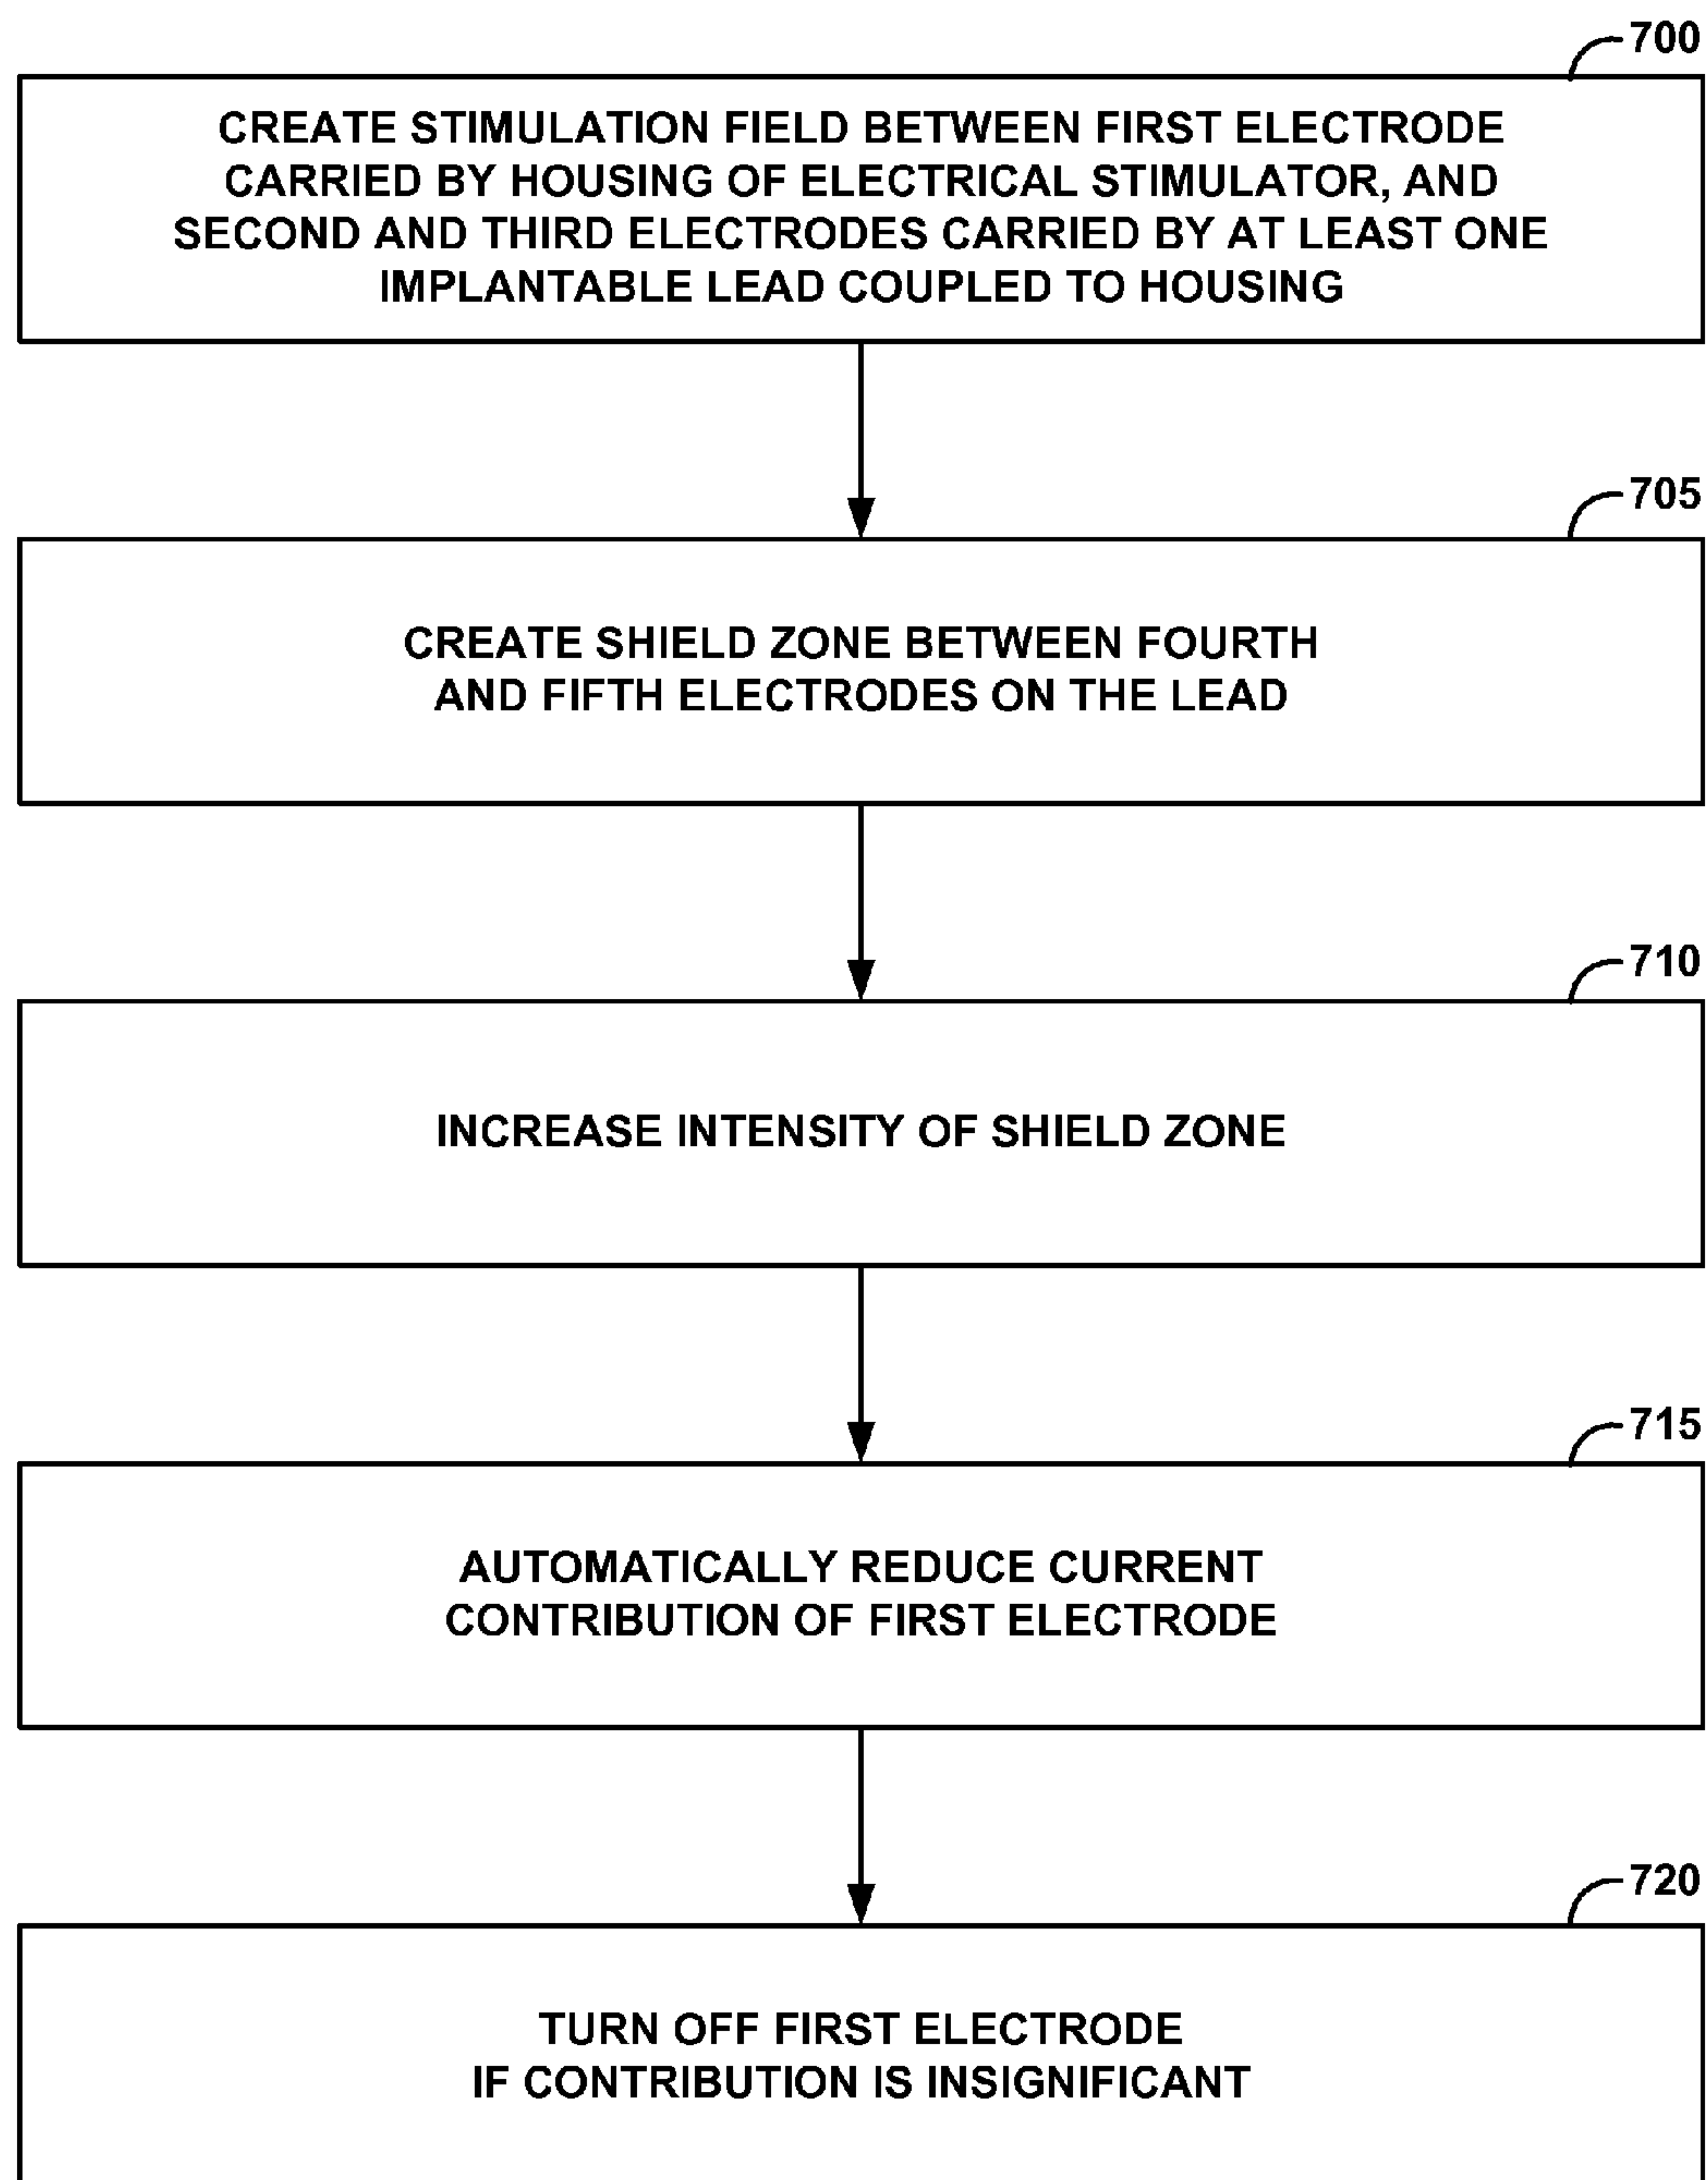 700
CREATE STIMULATION FIELD BETWEEN FIRST ELECTRODE
CARRIED BY HOUSING OF ELECTRICAL STIMULATOR, AND
SECOND AND THIRD ELECTRODES CARRIED BY AT LEAST ONE
IMPLANTABLE LEAD COUPLED TO HOUSING
705
CREATE SHIELD ZONE BETWEEN FOURTH
AND FIFTH ELECTRODES ON THE LEAD
710
INCREASE INTENSITY OF SHIELD ZONE
715
AUTOMATICALLY REDUCE CURRENT
CONTRIBUTION OF FIRST ELECTRODE
720
TURN OFF FIRST ELECTRODE
IF CONTRIBUTION IS INSIGNIFICANT